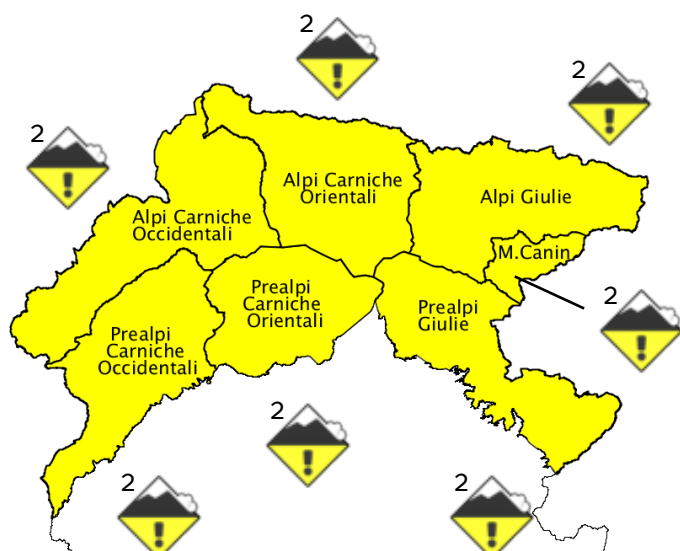 2
2
2
Alpi Carniche
Orientali
Alpi Giulie
Alpi Carniche
Occidentali
M.Canin
Prealpi
Carniche
Orientali
2
Prealpi
Giulie
Prealpi
Carniche
Occidentali
2
2
2